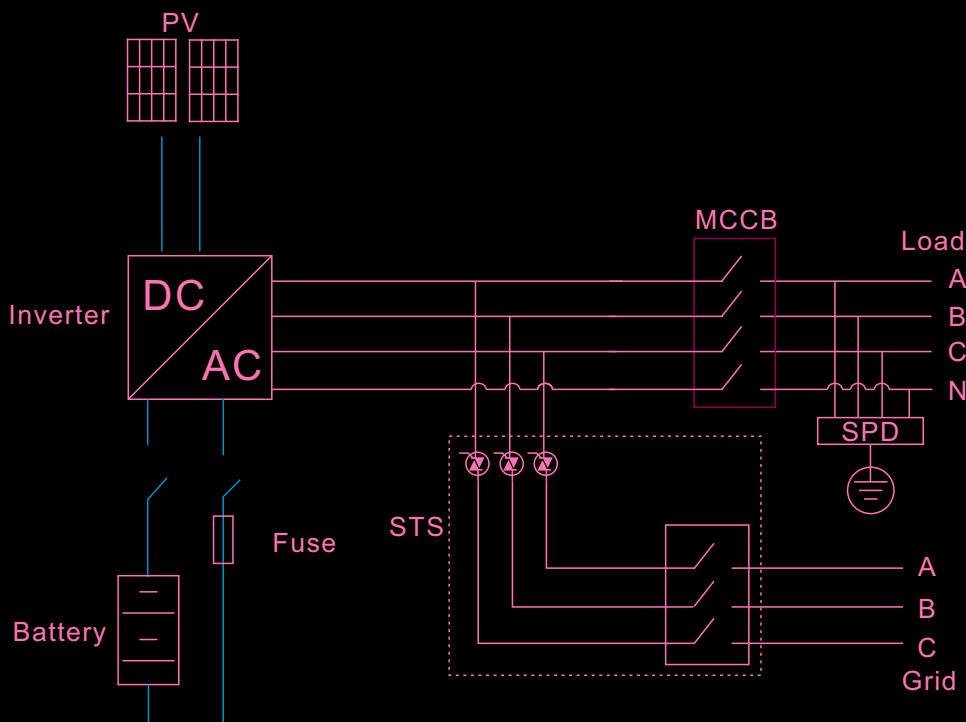 PV
MCCB
Load
DC
AC
Inverter
A
B
C
N
SPD
STS
Fuse
Battery
A
B
C
Grid